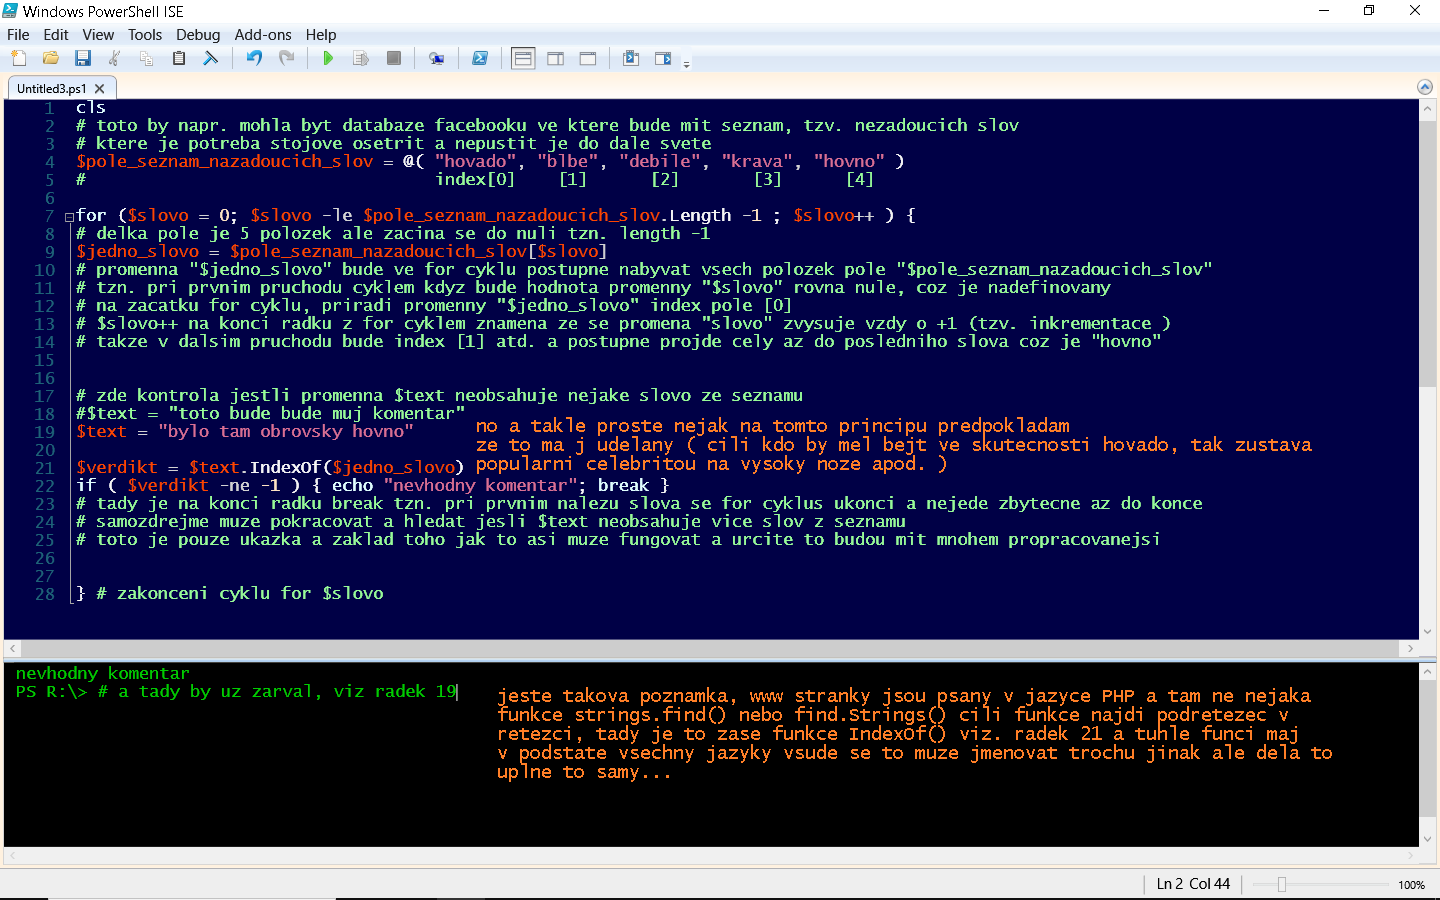 Windows PowerShell ISE
File Edit View Tools Debug Add-ons Help
Untitled3.ps1
1 cls
2 # toto by napr. mohla byt databaze facebooku ve ktere bude mit seznam, tzv. nezadoucich slov
3 # ktere je potreba stojove osetrit a nepustit je do dale svete
4 $pole_seznam_nazadoucich_slov = @( "hovado", "blbe", "debile", "krava", "hovno" )
5 # index[0] [1] [2] [3] [4]
6
7 for ($slovo = 0; $slovo -le $pole_seznam_nazadoucich_slov.Length -1 ; $slovo++ ) {
8 # delka pole je 5 polozek ale zacina se do nuli tzn. length -1
9 $jedno_slovo = $pole_seznam_nazadoucich_slov[$slovo]
10 # promenna "$jedno_slovo" bude ve for cyklu postupne nabyvat vsech polozek pole "$pole_seznam_nazadoucich_slov"
11 # tzn. pri prvnim pruchodu cyklem kdyz bude hodnota promenny "$slovo" rovna nule, coz je nadefinovany
12 # na zacatku for cyklu, priradi promenny "$jedno_slovo" index pole [0]
13 # $slovo++ na konci radku z for cyklem znamena ze se promena "slovo" zvysuje vzdy o +1 (tzv. inkrementace )
14 # takze v dalsim pruchodu bude index [1] atd. a postupne projde cely az do posledniho slova coz je "hovno"
15
16
17 # zde kontrola jestli promenna $text neobsahuje nejake slovo ze seznamu
18 #$text = "toto bude bude muj komentar"
19 $text = "bylo tam obrovsky hovno"
20
21 $verdikt = $text.IndexOf($jedno_slovo)
22 if ( $verdikt -ne -1 ) { echo "nevhodny komentar"; break }
23 # tady je na konci radku break tzn. pri prvnim nalezu slova se for cyklus ukonci a nejede zbytecne az do konce
24 # samozdrejme muze pokracovat a hledat jesli $text neobsahuje vice slov z seznamu
25 # toto je pouze ukazka a zaklad toho jak to asi muze fungovat a urcite to budou mit mnohem propracovanejsi
26
27
28 } # zakonceni cyklu for $slovo
no a takle proste nejak na tomto principu predpokladam
ze to ma j udelany ( cili kdo by mel bejt ve skutecnosti hovado, tak zustava
popularni celebritou na vysoky noze apod. )
nevhodny komentar
PS R:\> # a tady by uz zarval, viz radek 19
jeste takova poznamka, www stranky jsou psany v jazyce PHP a tam ne nejaka
funkce strings.find() nebo find.Strings() cili funkce najdi podretezec v
retezci, tady je to zase funkce IndexOf() viz. radek 21 a tuhle funci maj
v podstate vsechny jazyky vsude se to muze jmenovat trochu jinak ale dela to
uplne to samy...
Ln 2 Col 44
100%